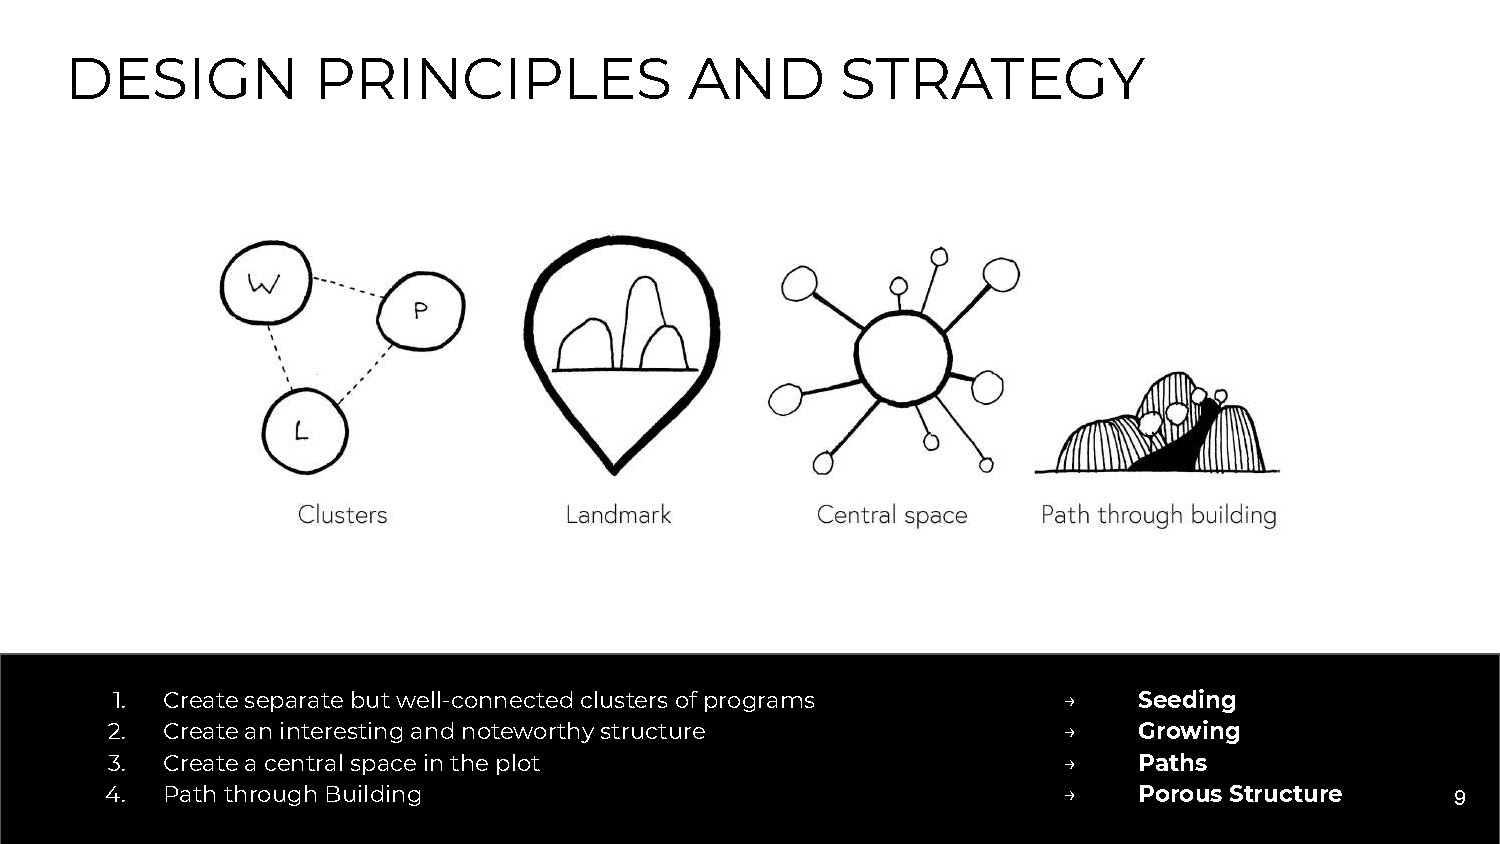 DESIGN PRINCIPLES AND STRATEGY
W
P
L
Clusters
Landmark
Central space
Path through building
1. Create separate but well-connected clusters of programs → Seeding
2. Create an interesting and noteworthy structure → Growing
3. Create a central space in the plot → Paths
4. Path through Building → Porous Structure
9